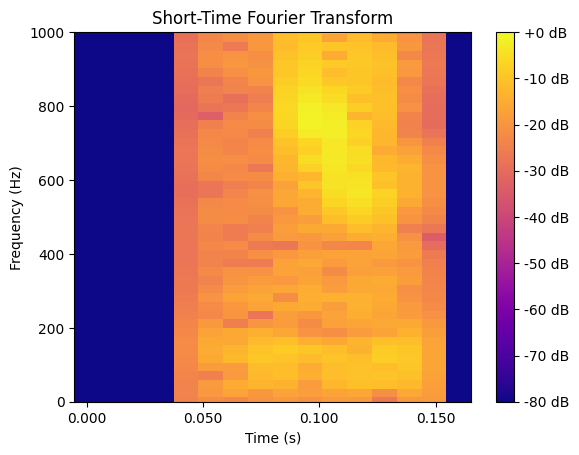 Short-Time Fourier Transform
1000
800
600
400
200
0
Frequency (Hz)
0.000
0.050
0.100
0.150
Time (s)
+0 dB
-10 dB
-20 dB
-30 dB
-40 dB
-50 dB
-60 dB
-70 dB
-80 dB